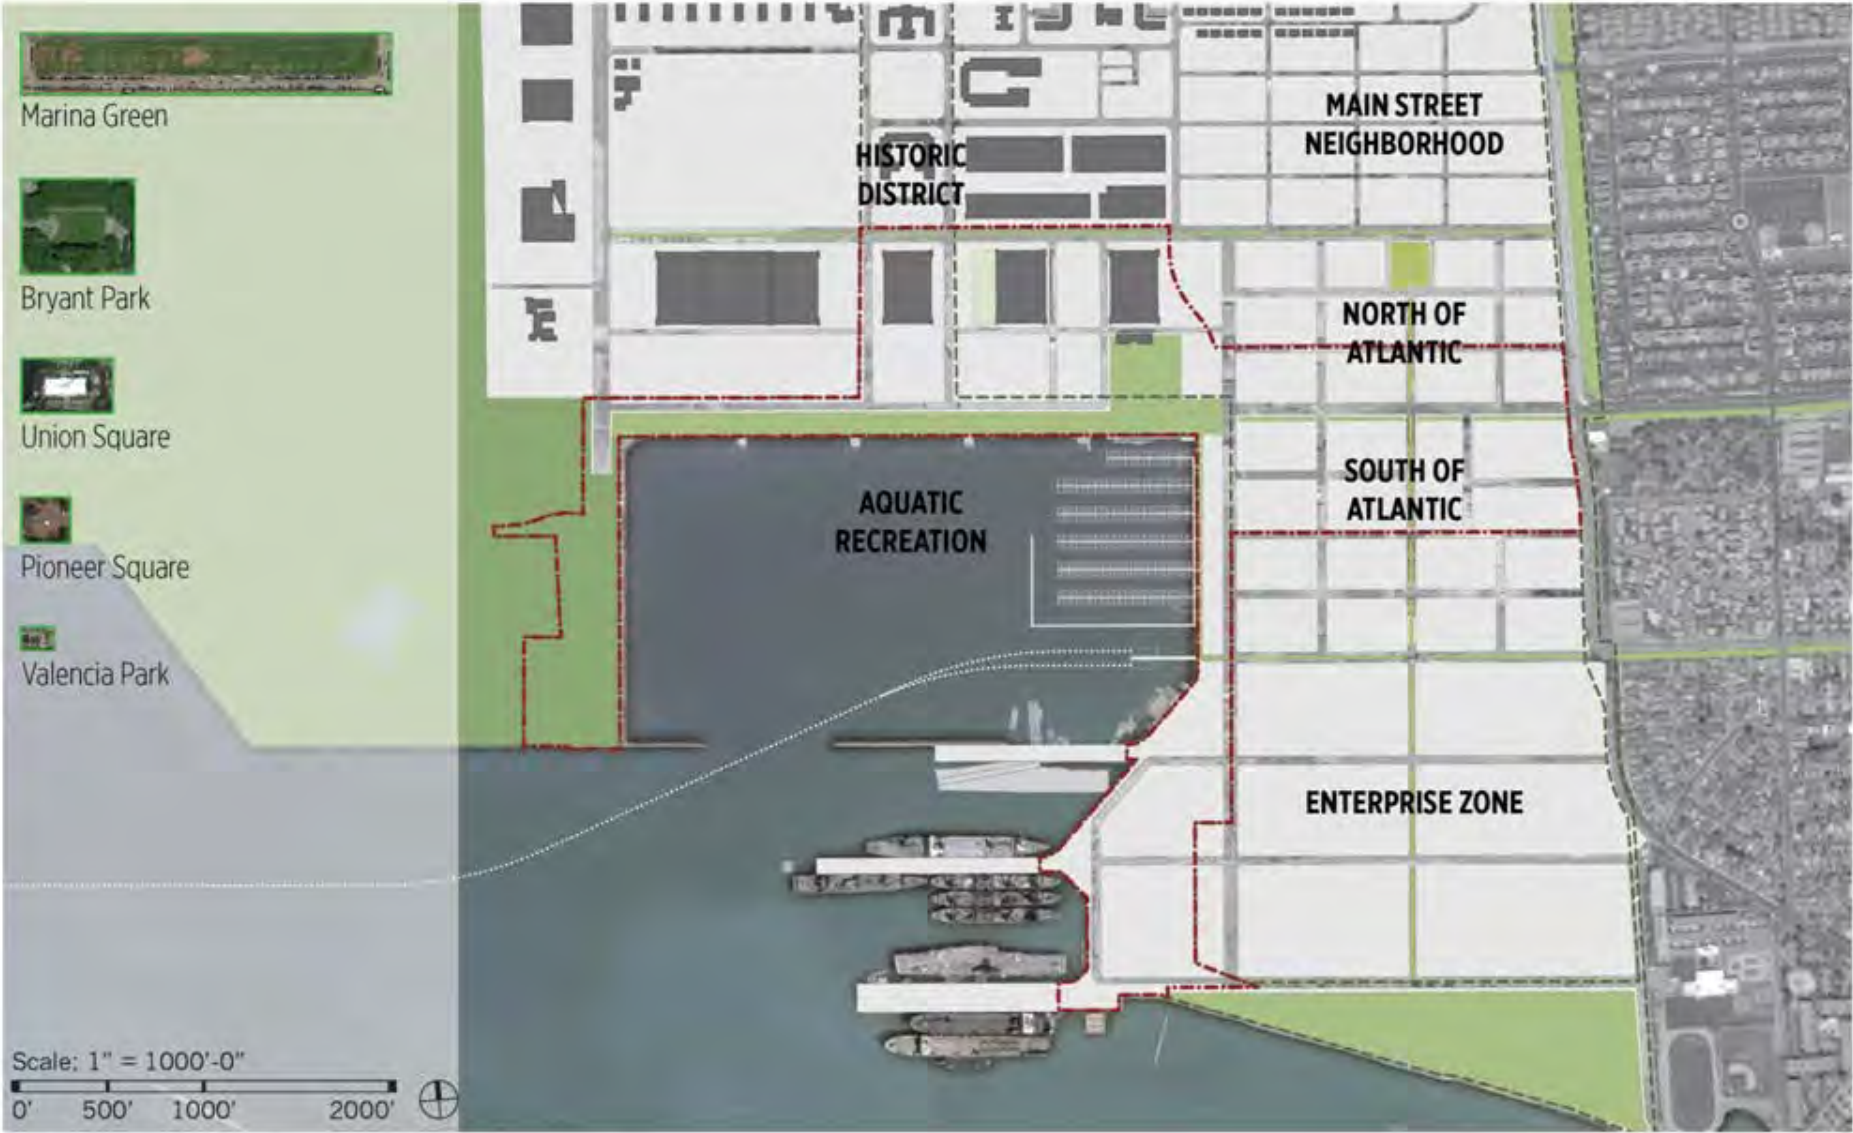 Marina Green
Bryant Park
Union Square
Pioneer Square
Valencia Park
HISTORIC
DISTRICT
MAIN STREET
NEIGHBORHOOD
NORTH OF
ATLANTIC
SOUTH OF
ATLANTIC
AQUATIC
RECREATION
ENTERPRISE ZONE
Scale: 1" = 1000'-0"
0' 500' 1000' 2000'